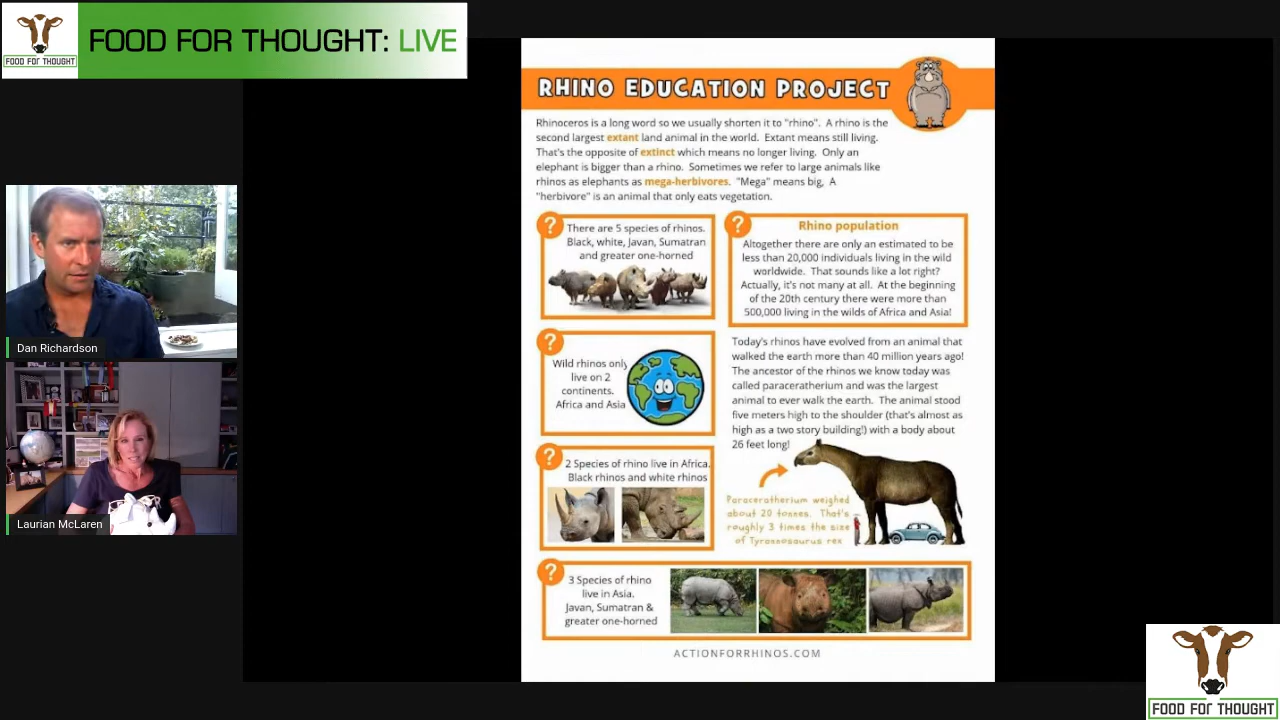 FOOD FOR THOUGHT
FOOD FOR THOUGHT: LIVE
RHINO EDUCATION PROJECT
Rhinoceros is a long word so we usually shorten it to "rhino". A rhino is the
second largest extant land animal in the world. Extant means still living.
That's the opposite of extinct which means no longer living. Only an
elephant is bigger than a rhino. Sometimes we refer to large animals like
rhinos as elephants as mega-herbivores. "Mega" means big, A
"herbivore" is an animal that only eats vegetation.
?
There are 5 species of rhinos.
Black, white, Javan, Sumatran
and greater one-horned
?
Rhino population
Altogether there are only an estimated to be
less than 20,000 individuals living in the wild
worldwide. That sounds like a lot right?
Actually, it's not many at all. At the beginning
of the 20th century there were more than
500,000 living in the wilds of Africa and Asia!
?
Wild rhinos only
live on 2
continents.
Africa and Asia
Today's rhinos have evolved from an animal that
walked the earth more than 40 million years ago!
The ancestor of the rhinos we know today was
called paraceratherium and was the largest
animal to ever walk the earth. The animal stood
five meters high to the shoulder (that's almost as
high as a two story building!) with a body about
26 feet long!
?
2 Species of rhino live in Africa.
Black rhinos and white rhinos
Paraceratherium weighed
about 20 tonnes. That's
roughly 3 times the size
of Tyrannosaurus rex
?
3 Species of rhino
live in Asia.
Javan, Sumatran &
greater one-horned
ACTIONFORRHINOS.COM
Dan Richardson
Laurian McLaren
FOOD FOR THOUGHT